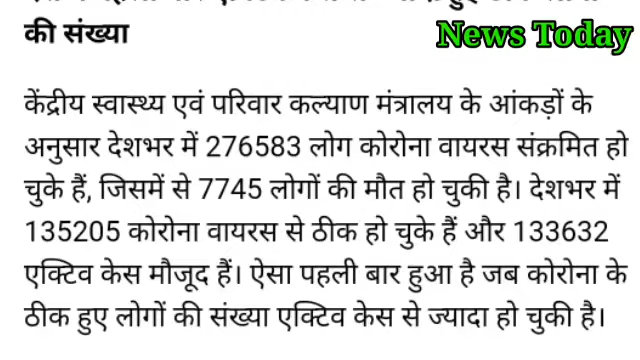 की संख्या
News Today
केंद्रीय स्वास्थ्य एवं परिवार कल्याण मंत्रालय के आंकड़ों के
अनुसार देशभर में 276583 लोग कोरोना वायरस संक्रमित हो
चुके हैं, जिसमें से 7745 लोगों की मौत हो चुकी है। देशभर में
135205 कोरोना वायरस से ठीक हो चुके हैं और 133632
एक्टिव केस मौजूद हैं। ऐसा पहली बार हुआ है जब कोरोना के
ठीक हुए लोगों की संख्या एक्टिव केस से ज्यादा हो चुकी है।